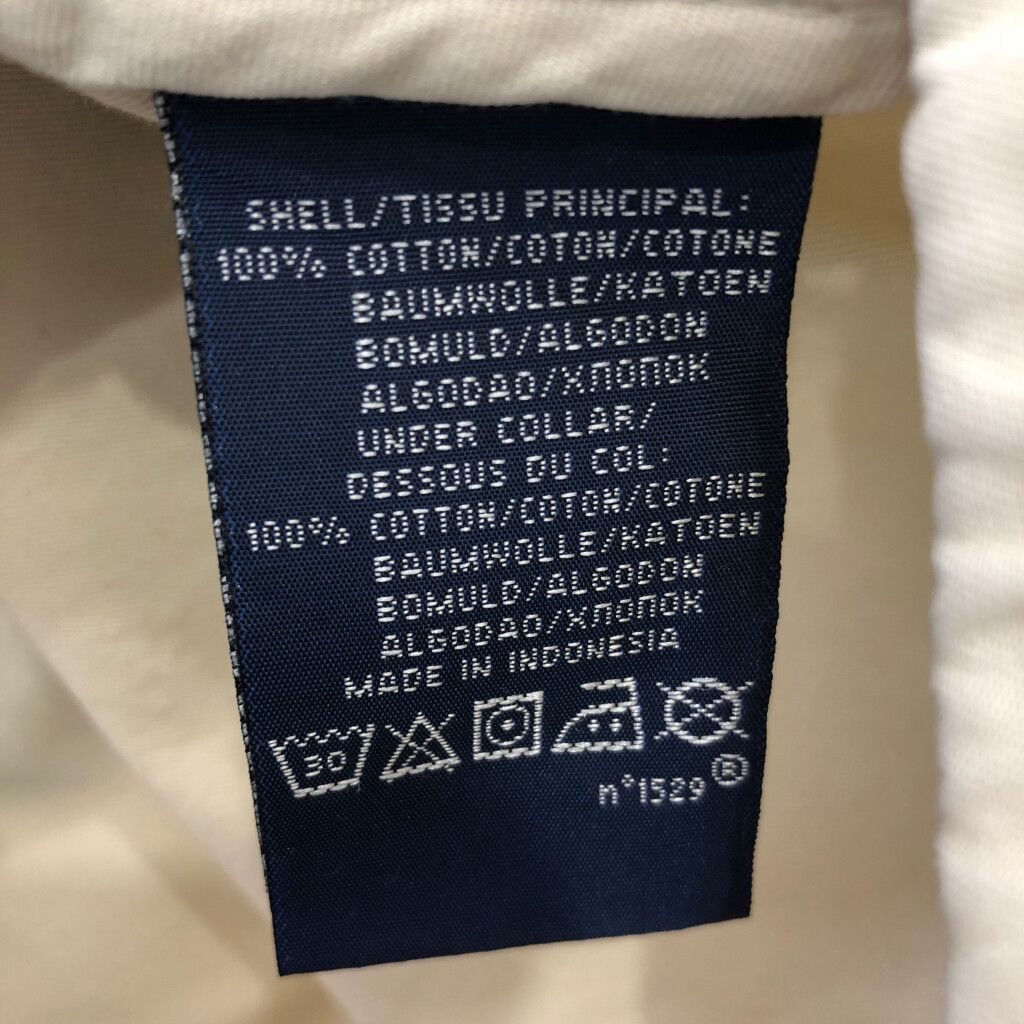 SHELL/TISSU PRINCIPAL:
100% COTTON/COTON/COTONE
BAUMWOLLE/KATOEN
BOMULD/ALGODON
ALGODAO/ХЛОПОК
UNDER COLLAR/
DESSOUS DU COL:
100% COTTON/COTON/COTONE
BAUMWOLLE/KATOEN
BOMULD/ALGODON
ALGODAO/ХЛОПОК
MADE IN INDONESIA
30
n°1529®